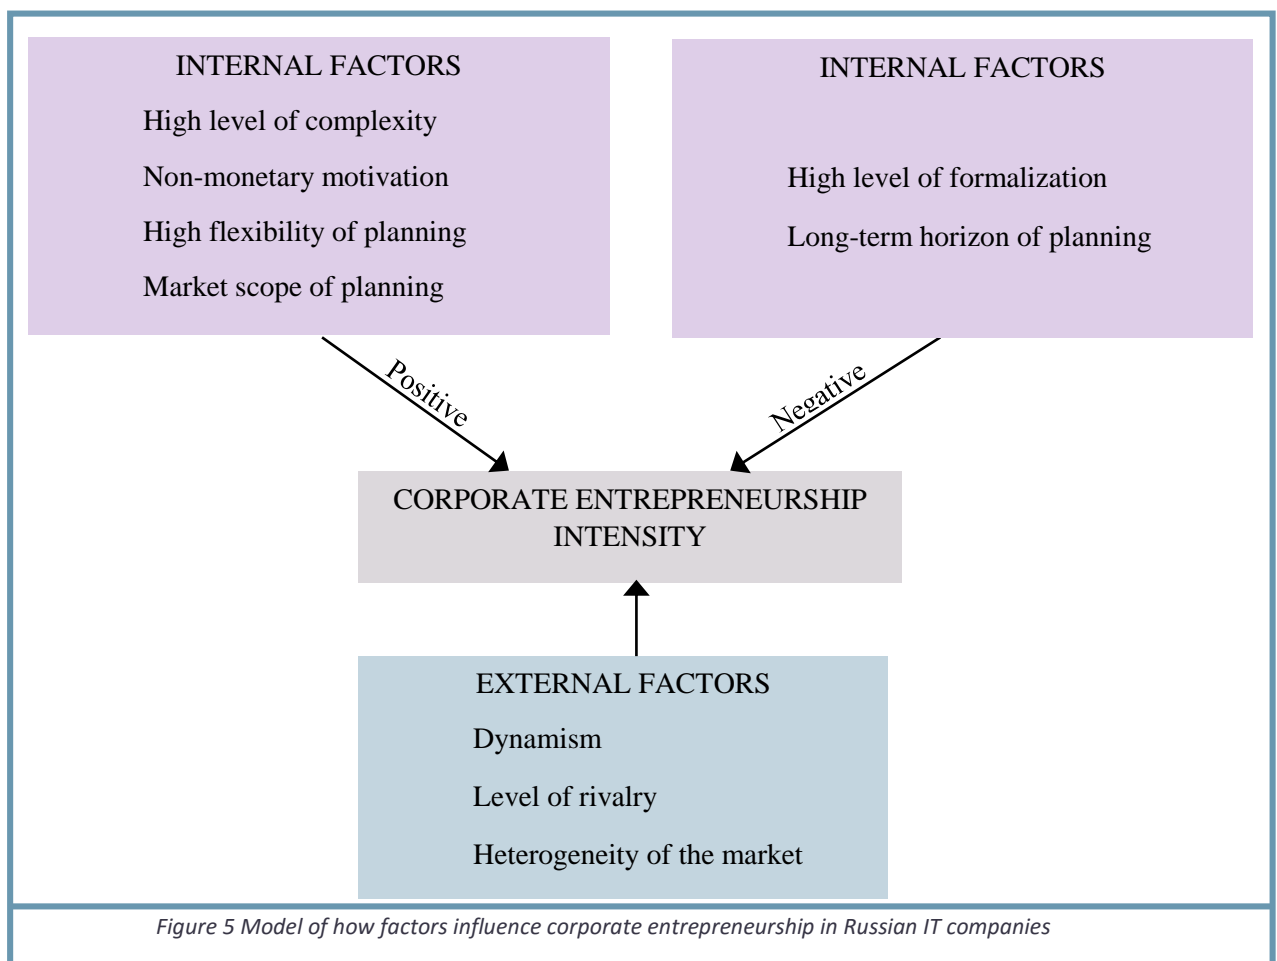 INTERNAL FACTORS
High level of complexity
Non-monetary motivation
High flexibility of planning
Market scope of planning
INTERNAL FACTORS
High level of formalization
Long-term horizon of planning
Positive
Negative
CORPORATE ENTREPRENEURSHIP
INTENSITY
EXTERNAL FACTORS
Dynamism
Level of rivalry
Heterogeneity of the market
Figure 5 Model of how factors influence corporate entrepreneurship in Russian IT companies